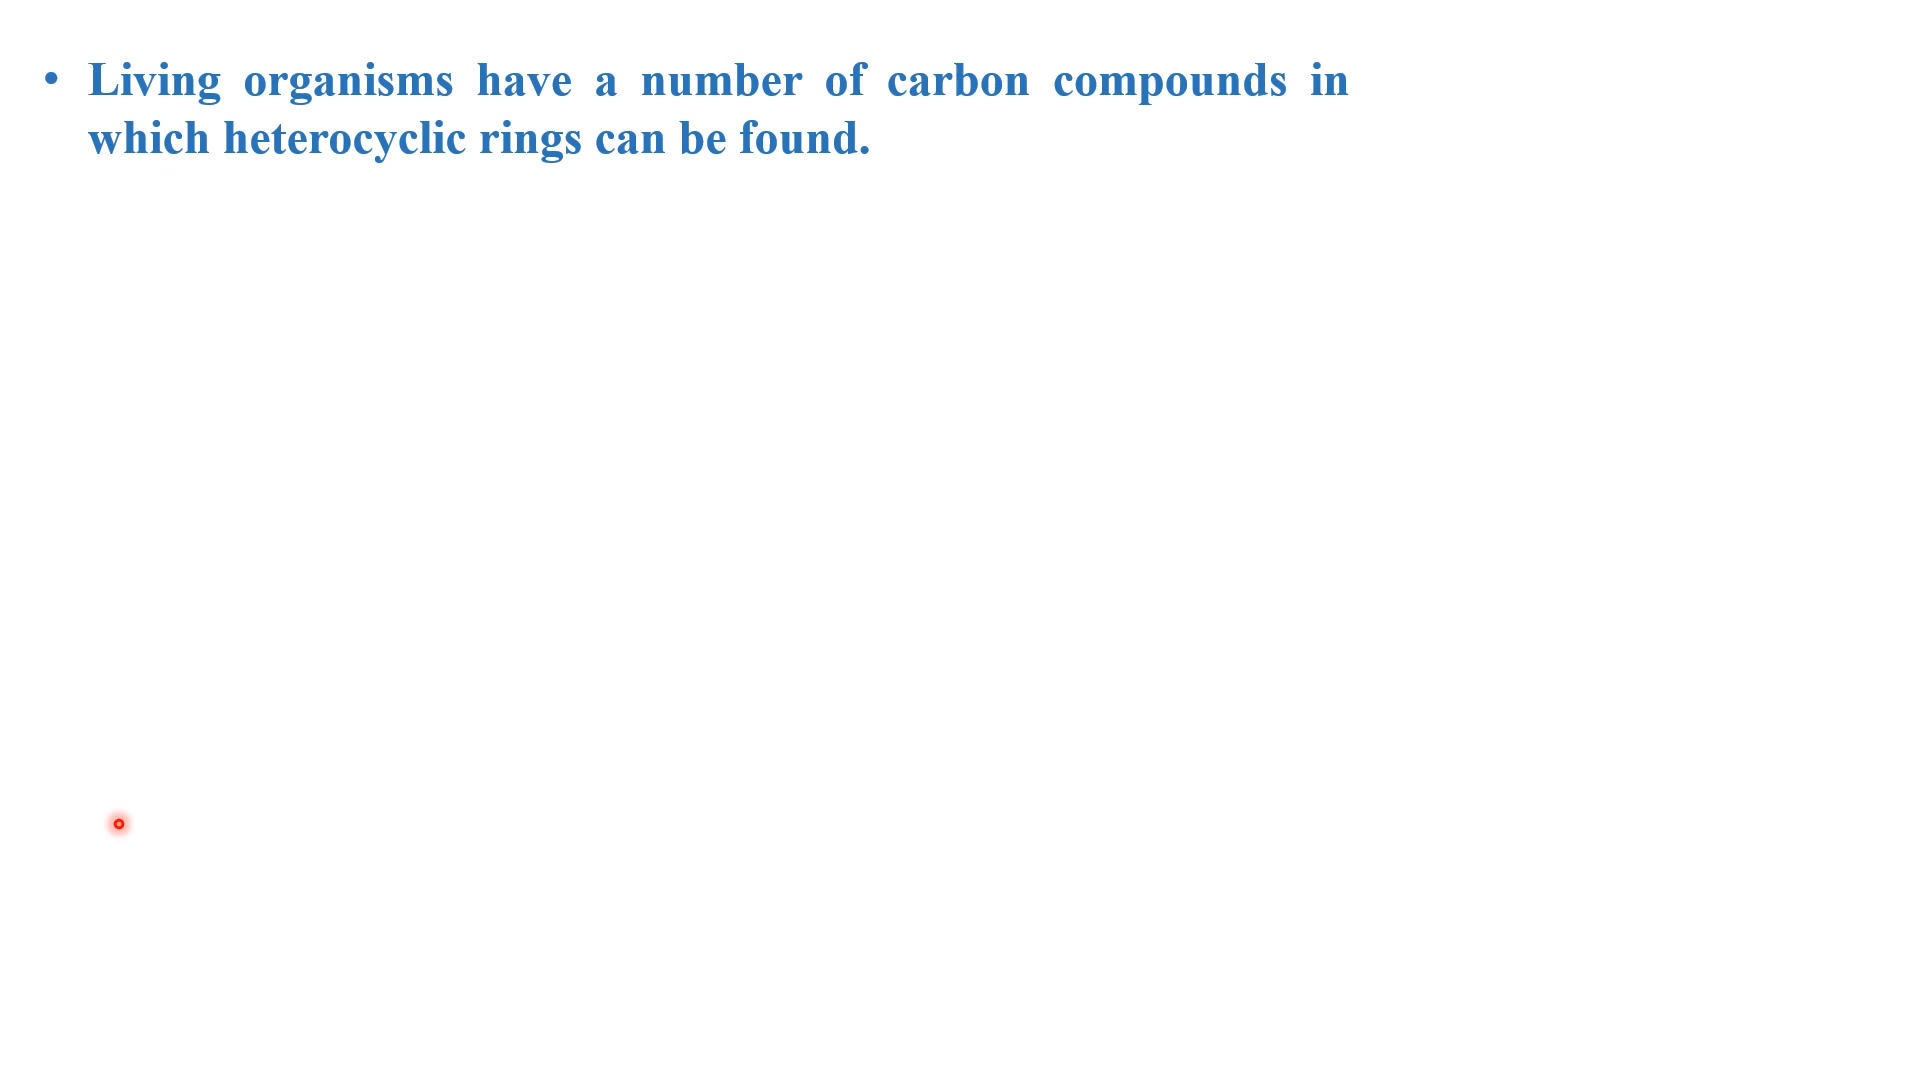 • Living organisms have a number of carbon compounds in
which heterocyclic rings can be found.